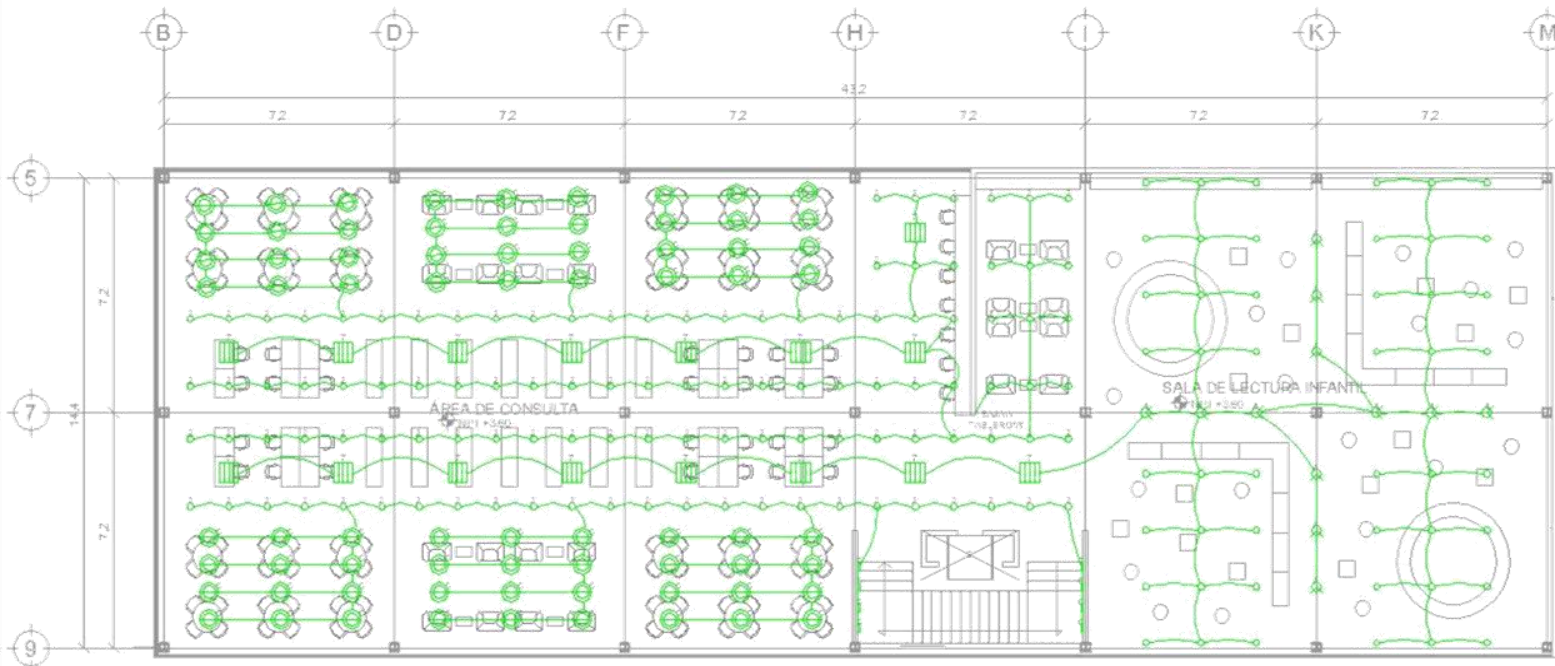 B D F H I K M
43,2
7,2 7,2 7,2 7,2 7,2 7,2
5
7,2
ÁREA DE CONSULTA
SALA DE LECTURA INFANTIL
7
14,4
7,2
9